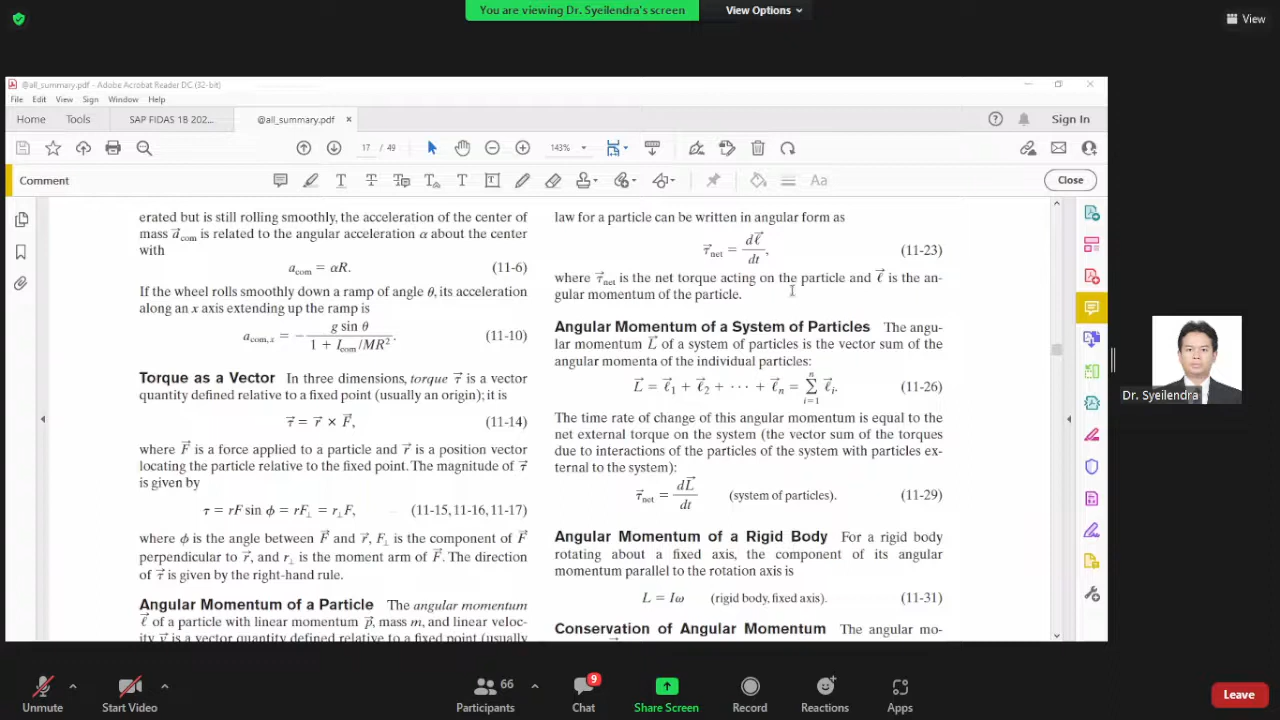 You are viewing Dr. Syeilendra's screen
View Options
View
@all_summary.pdf - Adobe Acrobat Reader DC (32-bit)
File Edit View Sign Window Help
Home Tools SAP FIDAS 1B 202... @all_summary.pdf × Sign In
17 / 49 143%
Comment Close
erated but is still rolling smoothly, the acceleration of the center of
mass a⃗com is related to the angular acceleration α about the center
with
acom = αR. (11-6)
If the wheel rolls smoothly down a ramp of angle θ, its acceleration
along an x axis extending up the ramp is
acom,x = − g sin θ / 1 + Icom/MR². (11-10)
Torque as a Vector In three dimensions, torque τ⃗ is a vector
quantity defined relative to a fixed point (usually an origin); it is
τ⃗ = r⃗ × F⃗, (11-14)
where F⃗ is a force applied to a particle and r⃗ is a position vector
locating the particle relative to the fixed point. The magnitude of τ⃗
is given by
τ = rF sin ϕ = rF⊥ = r⊥F, (11-15, 11-16, 11-17)
where ϕ is the angle between F⃗ and r⃗, F⊥ is the component of F⃗
perpendicular to r⃗, and r⊥ is the moment arm of F⃗. The direction
of τ⃗ is given by the right-hand rule.
Angular Momentum of a Particle The angular momentum
ℓ⃗ of a particle with linear momentum p⃗, mass m, and linear veloc-
ity v⃗ is a vector quantity defined relative to a fixed point (usually
law for a particle can be written in angular form as
τ⃗net = dℓ⃗/dt, (11-23)
where τ⃗net is the net torque acting on the particle and ℓ⃗ is the an-
gular momentum of the particle.
Angular Momentum of a System of Particles The angu-
lar momentum L⃗ of a system of particles is the vector sum of the
angular momenta of the individual particles:
L⃗ = ℓ⃗1 + ℓ⃗2 + · · · + ℓ⃗n = Σ i=1 n ℓ⃗i. (11-26)
The time rate of change of this angular momentum is equal to the
net external torque on the system (the vector sum of the torques
due to interactions of the particles of the system with particles ex-
ternal to the system):
τ⃗net = dL⃗/dt (system of particles). (11-29)
Angular Momentum of a Rigid Body For a rigid body
rotating about a fixed axis, the component of its angular
momentum parallel to the rotation axis is
L = Iω (rigid body, fixed axis). (11-31)
Conservation of Angular Momentum The angular mo-
Dr. Syeilendra
66 9
Unmute Start Video Participants Chat Share Screen Record Reactions Apps Leave